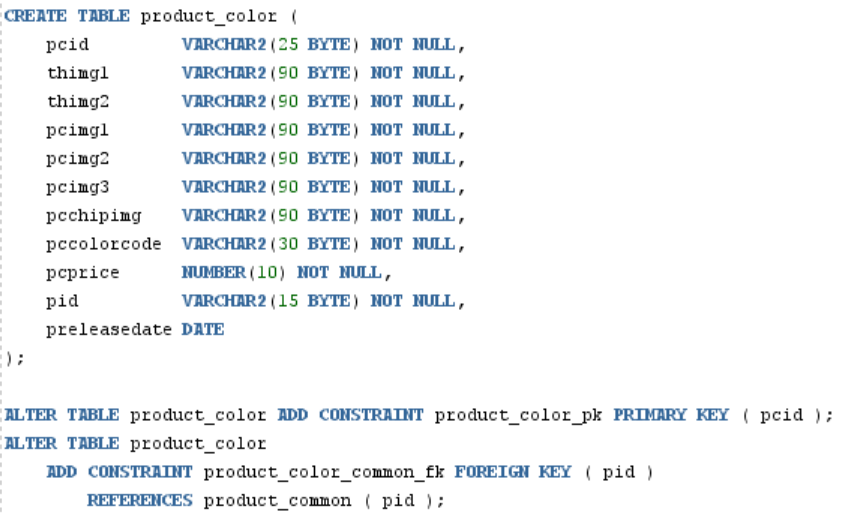 CREATE TABLE product_color (
    pcid         VARCHAR2(25 BYTE) NOT NULL,
    thimg1       VARCHAR2(90 BYTE) NOT NULL,
    thimg2       VARCHAR2(90 BYTE) NOT NULL,
    pcimg1       VARCHAR2(90 BYTE) NOT NULL,
    pcimg2       VARCHAR2(90 BYTE) NOT NULL,
    pcimg3       VARCHAR2(90 BYTE) NOT NULL,
    pcchipimg    VARCHAR2(90 BYTE) NOT NULL,
    pccolorcode  VARCHAR2(30 BYTE) NOT NULL,
    pcprice      NUMBER(10) NOT NULL,
    pid          VARCHAR2(15 BYTE) NOT NULL,
    preleasedate DATE
);

ALTER TABLE product_color ADD CONSTRAINT product_color_pk PRIMARY KEY ( pcid );
ALTER TABLE product_color
    ADD CONSTRAINT product_color_common_fk FOREIGN KEY ( pid )
        REFERENCES product_common ( pid );